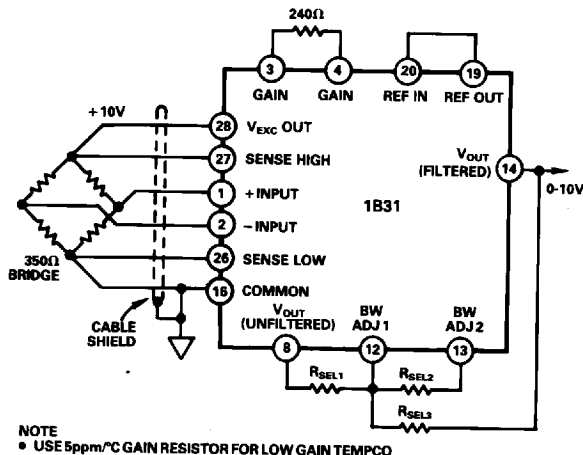 240Ω
3
4
20
19
GAIN
GAIN
REF IN
REF OUT
+10V
28
VEXC OUT
27
SENSE HIGH
VOUT
(FILTERED)
14
1
+INPUT
0-10V
1B31
2
−INPUT
350Ω
BRIDGE
26
SENSE LOW
16
COMMON
CABLE
SHIELD
VOUT
(UNFILTERED)
BW
ADJ 1
BW
ADJ 2
8
12
13
RSEL1
RSEL2
RSEL3
NOTE
• USE 5ppm/°C GAIN RESISTOR FOR LOW GAIN TEMPCO